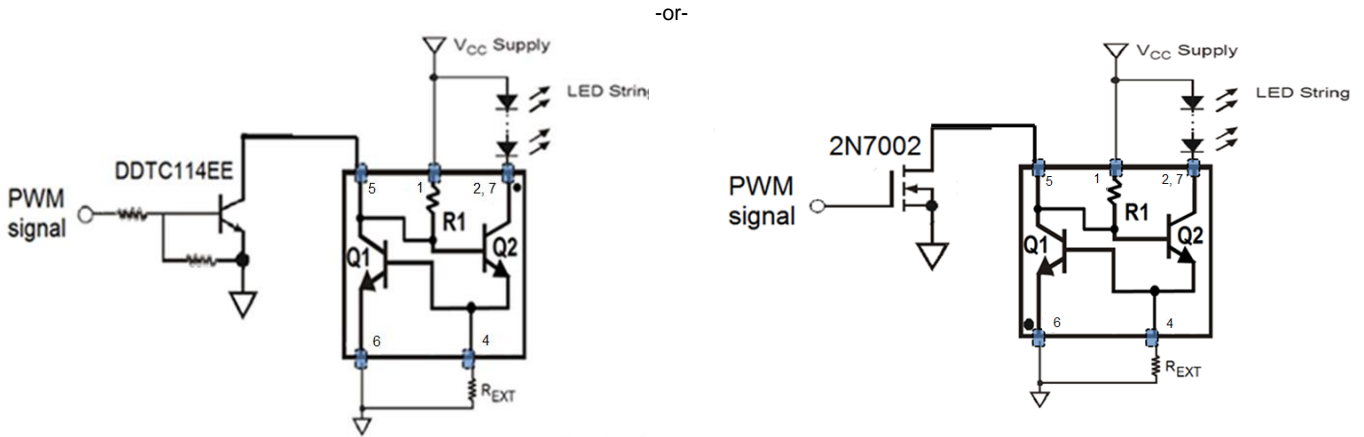 -or-
VCC Supply
LED Strin
DDTC114EE
PWM
signal
5
1
2, 7
R1
Q1
Q2
6
4
REXT
VCC Supply
LED String
2N7002
PWM
signal
5
1
2, 7
R1
Q1
Q2
6
4
REXT